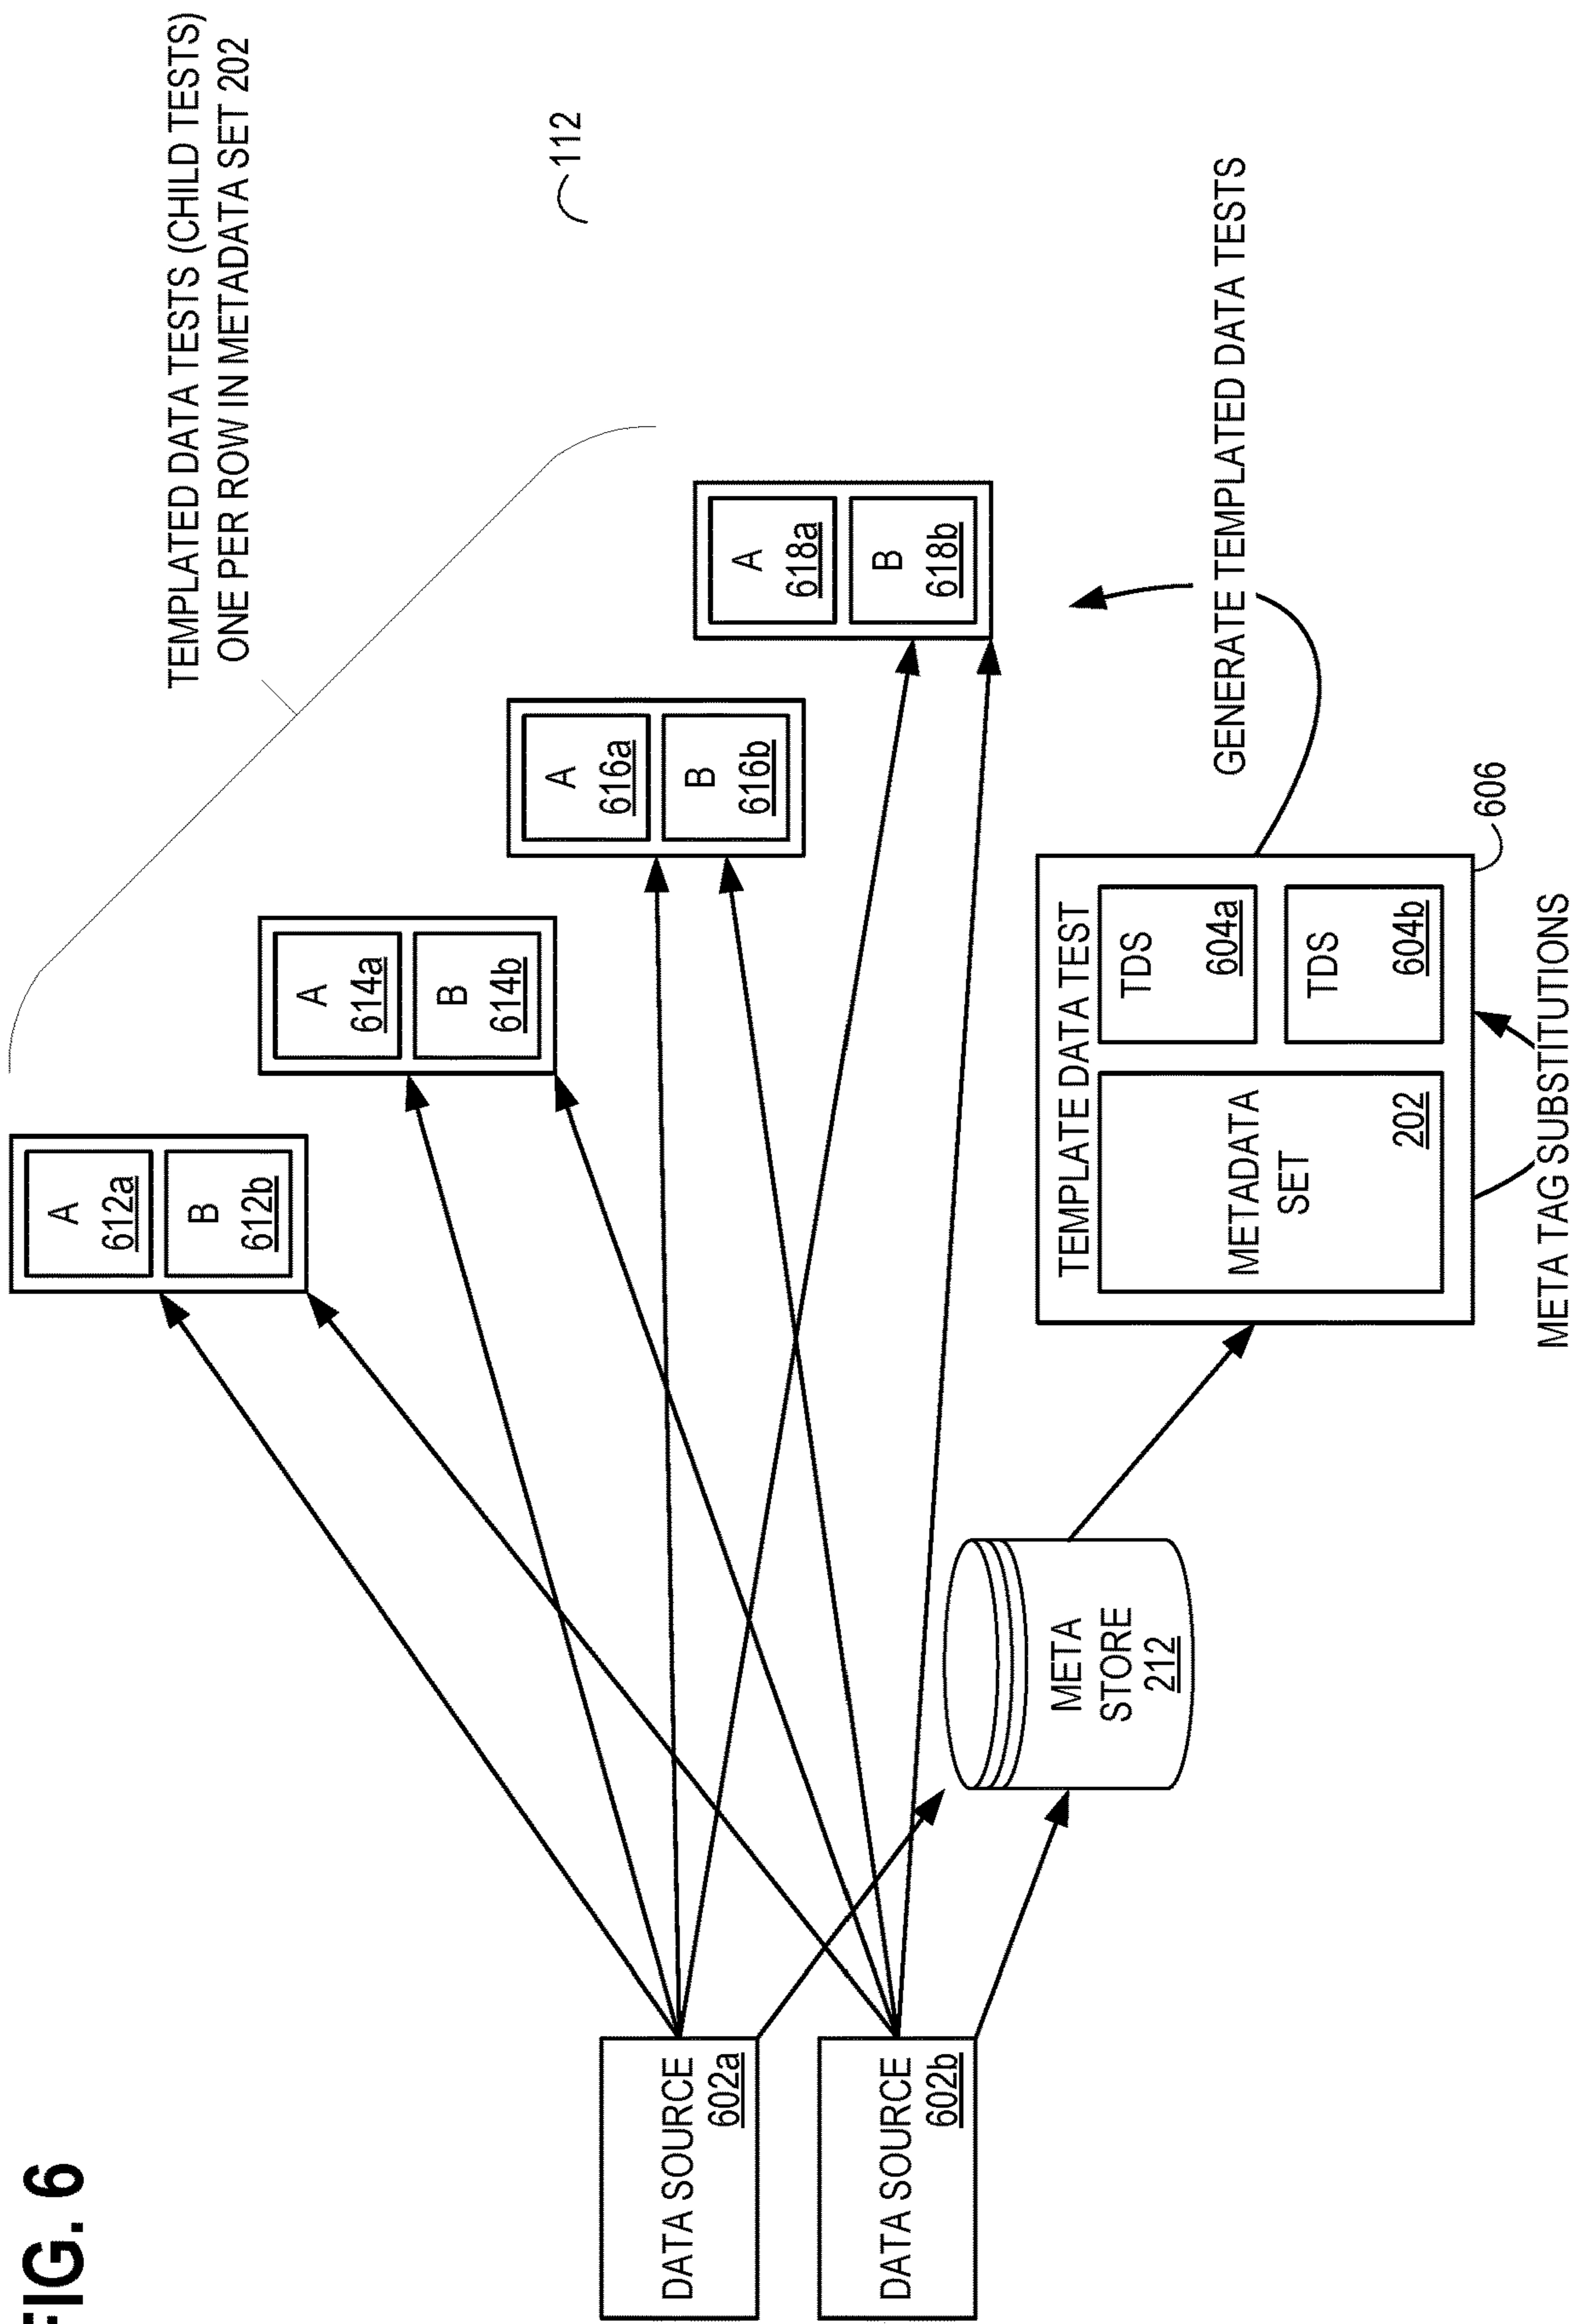 FIG. 6
TEMPLATED DATA TESTS (CHILD TESTS)
ONE PER ROW IN METADATA SET 202
112
A
612a
B
612b
A
614a
B
614b
A
616a
B
616b
A
618a
B
618b
DATA SOURCE
602a
DATA SOURCE
602b
META
STORE
212
TEMPLATE DATA TEST
METADATA
SET
202
TDS
604a
TDS
604b
606
GENERATE TEMPLATED DATA TESTS
META TAG SUBSTITUTIONS